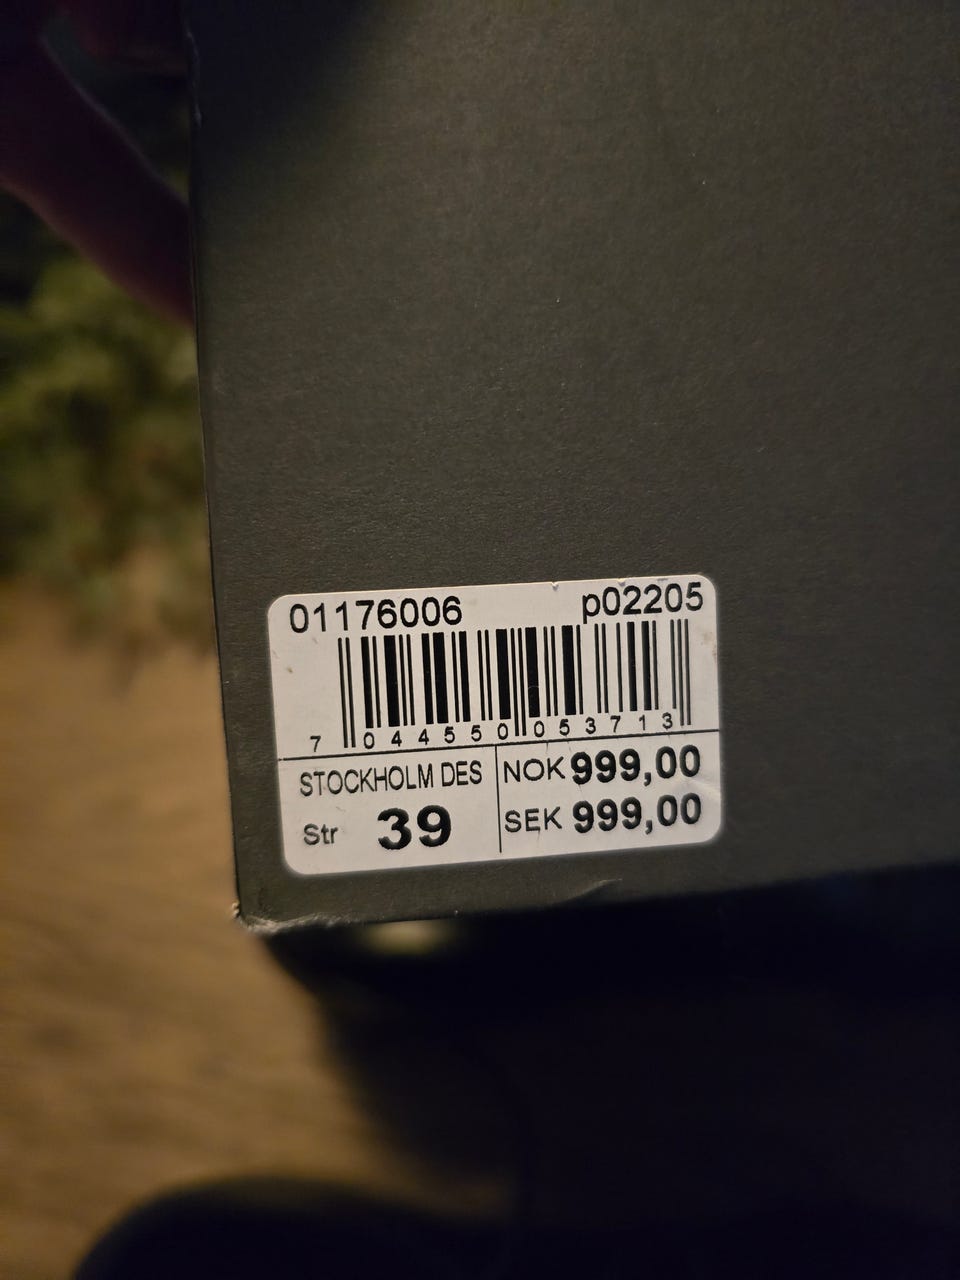 01176006 p02205
7 044550 053713
STOCKHOLM DES
Str 39
NOK 999,00
SEK 999,00